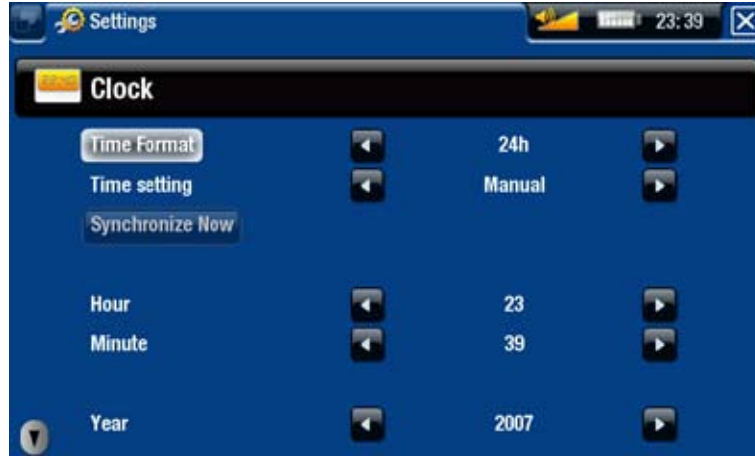 Settings 23:39
Clock
Time Format 24h
Time setting Manual
Synchronize Now
Hour 23
Minute 39
Year 2007